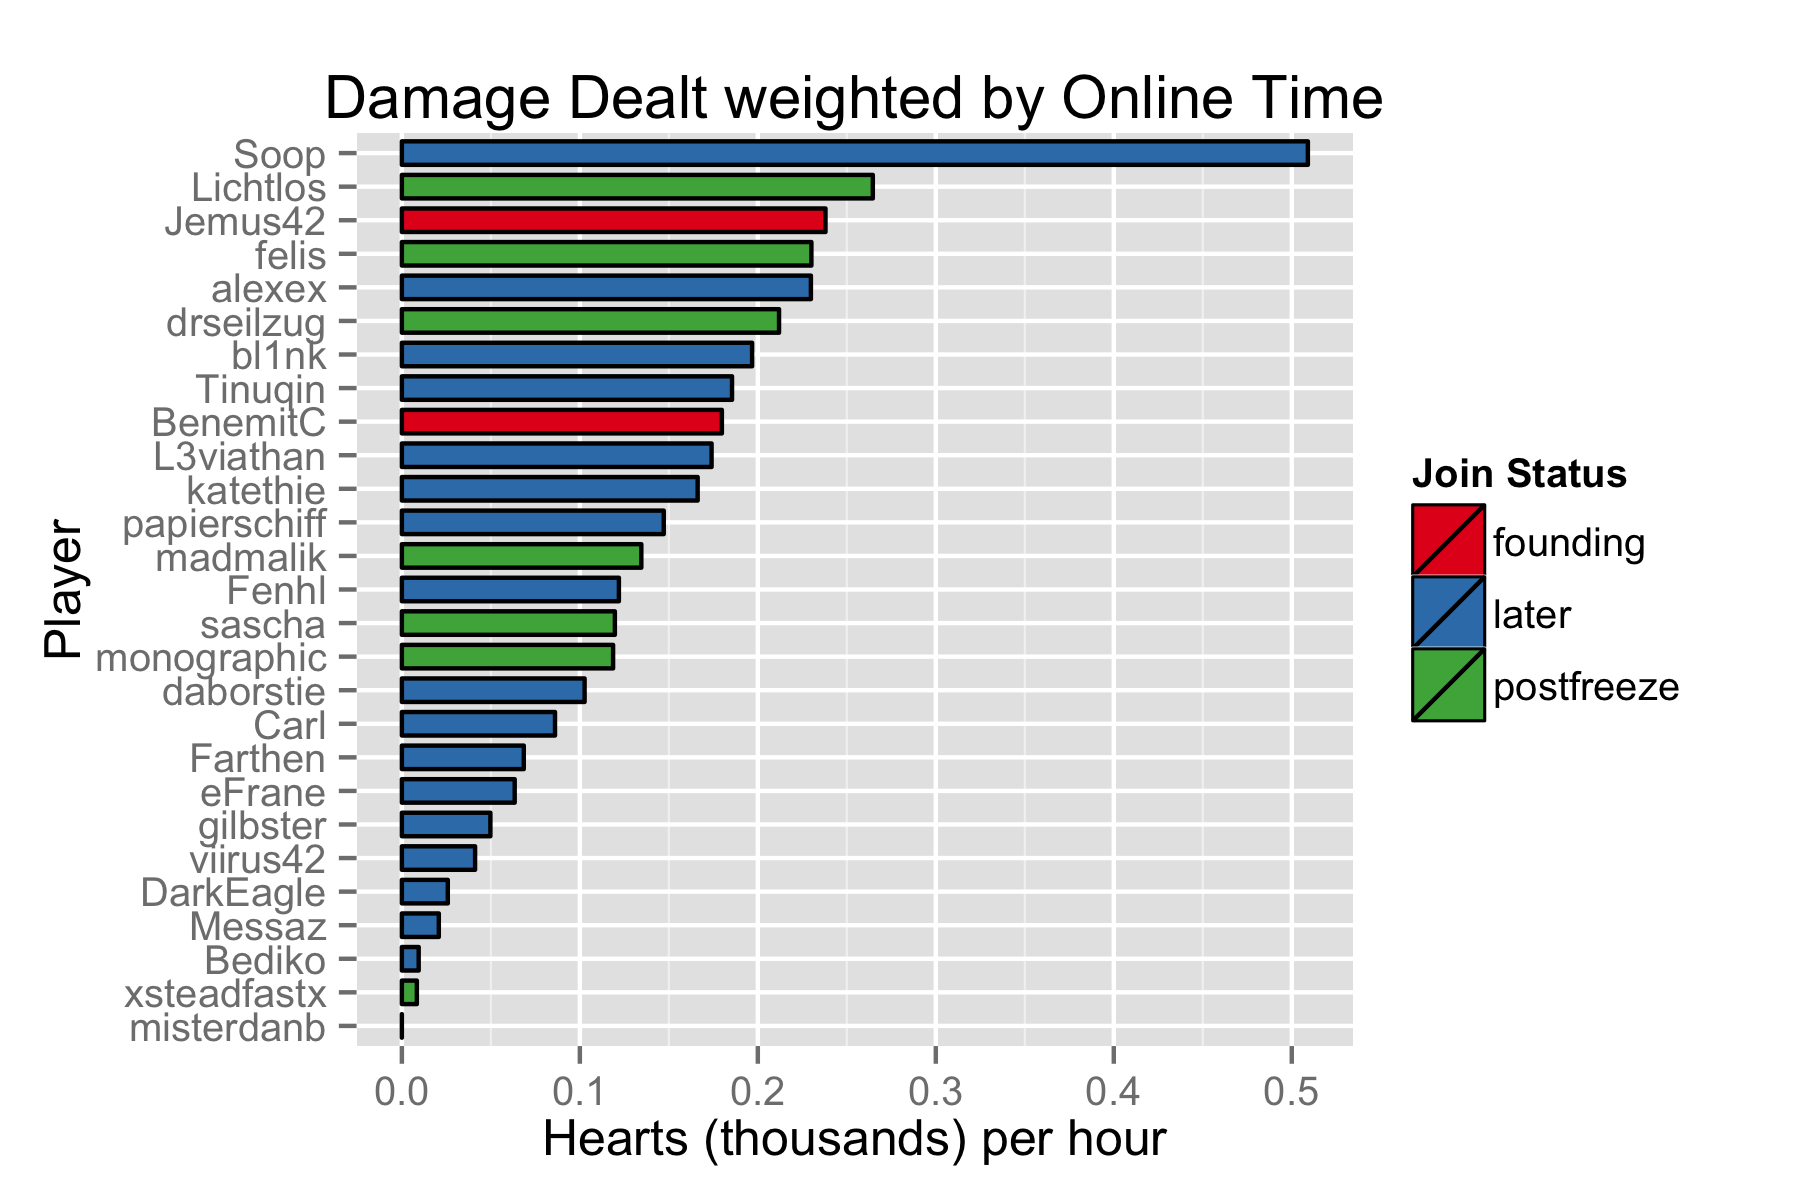 Damage Dealt weighted by Online Time
Soop
Lichtlos
Jemus42
felis
alexex
drseilzug
bl1nk
Tinuqin
BenemitC
L3viathan
katethie
papierschiff
madmalik
Fenhl
sascha
monographic
daborstie
Carl
Farthen
eFrane
gilbster
viirus42
DarkEagle
Messaz
Bediko
xsteadfastx
misterdanb
Player
0.0 0.1 0.2 0.3 0.4 0.5
Hearts (thousands) per hour
Join Status
founding
later
postfreeze